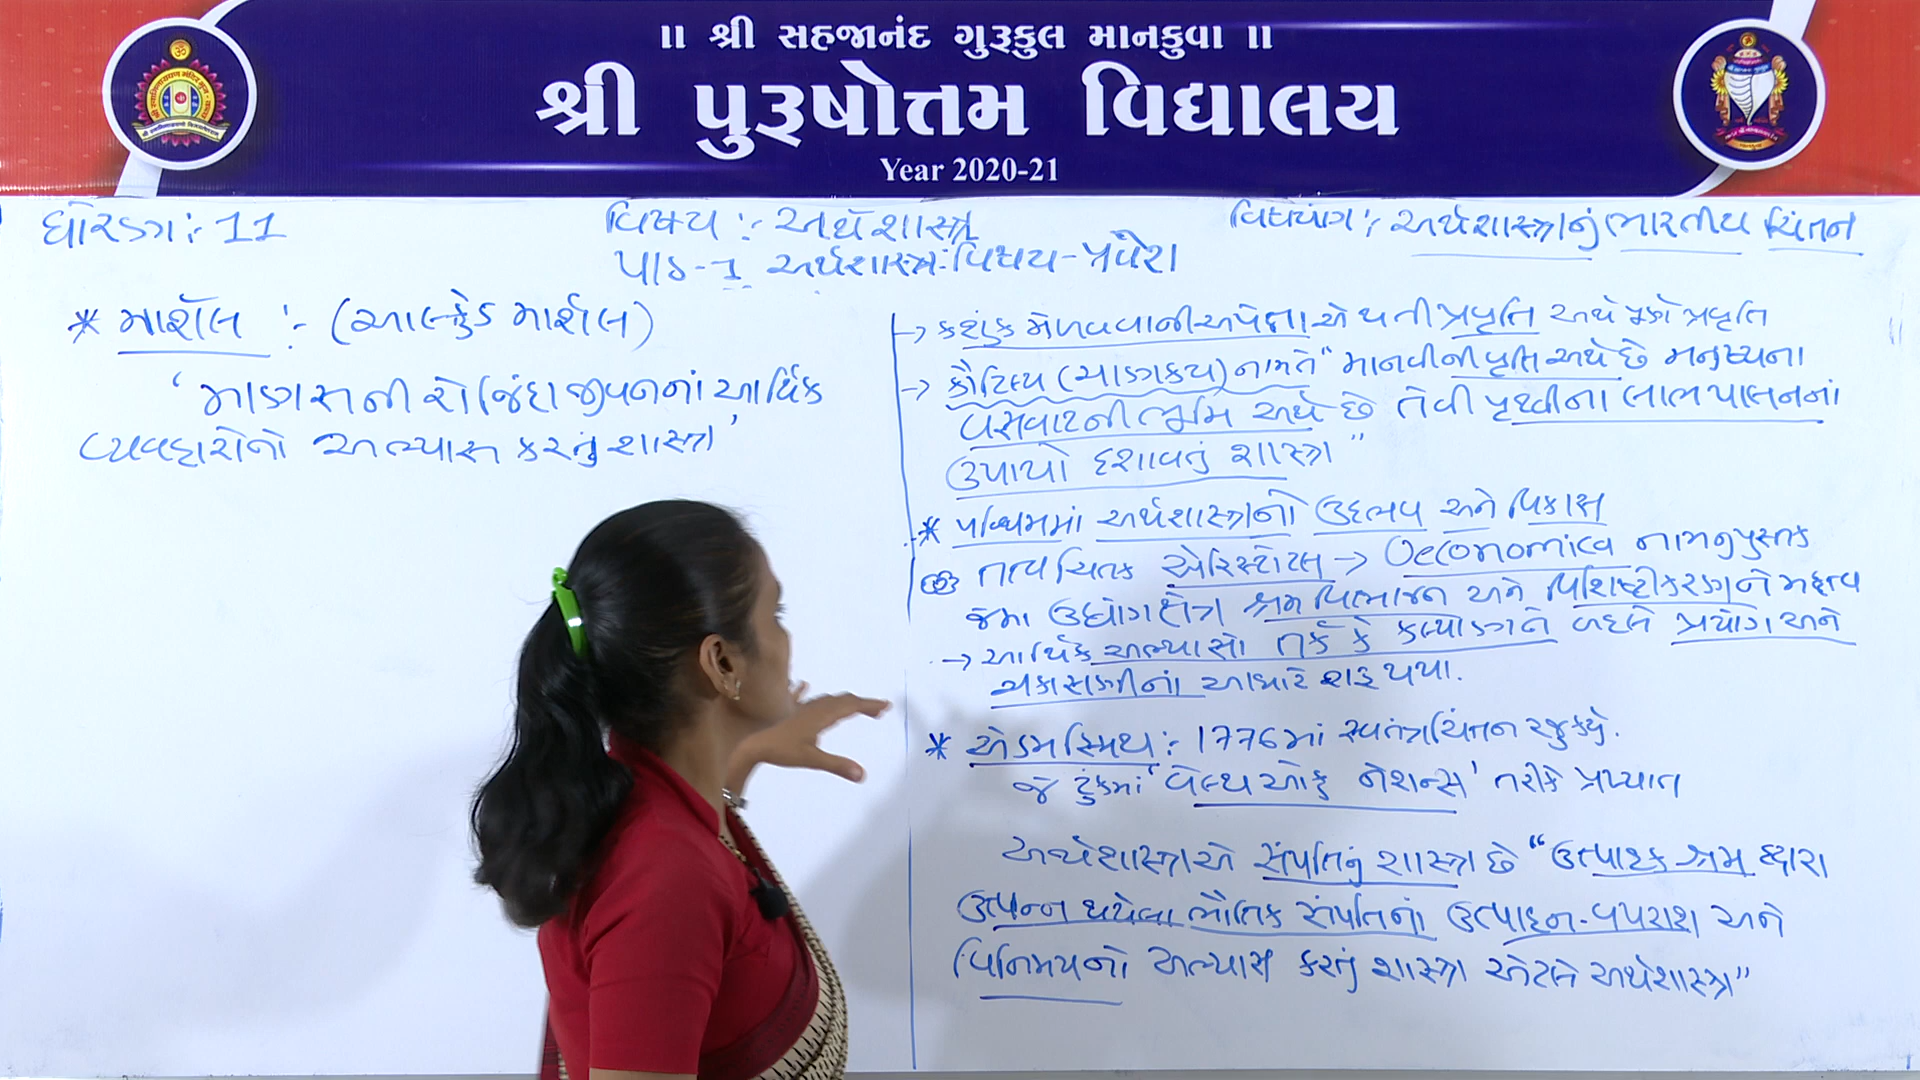 ॥ શ્રી સહજાનંદ ગુરૂકુલ માનકુવા ॥
શ્રી પુરૂષોત્તમ વિદ્યાલય
Year 2020-21
ધોરણ : 11
વિષય :- અર્થશાસ્ત્ર
પાઠ-1 અર્થશાસ્ત્ર: વિષય-પ્રવેશ
વિષયાંગ : અર્થશાસ્ત્રનું ભારતીય ચિંતન
* માર્શલ :- (આલ્ફ્રેડ માર્શલ)
' માણસની રોજિંદા જીવનનાં આર્થિક
વ્યવહારોનો અભ્યાસ કરતું શાસ્ત્ર '
→ કશુંક મેળવવાની અપેક્ષાએ થતી પ્રવૃત્તિ અર્થ પ્રવૃત્તિ
→ કૌટિલ્ય (ચાણક્ય) ના મતે " માનવીની વૃત્તિ અર્થ છે મનુષ્યના
વસવાટની ભૂમિ અર્થ છે તેવી પૃથ્વીના લાભ પાલનનાં
ઉપાયો દર્શાવતું શાસ્ત્ર "
* પશ્ચિમમાં અર્થશાસ્ત્રનો ઉદ્દભવ અને વિકાસ
તત્વ ચિંતક એરિસ્ટોટલ → Oeconomica નામનું પુસ્તક
જેમાં ઉદ્યોગક્ષેત્ર શ્રમ વિભાજન અને વિશિષ્ટીકરણને મહત્વ
→ આર્થિક અભ્યાસો તર્ક કે કલ્પનાને બદલે પ્રયોગ અને
ચકાસણીનાં આધારે શરૂ થયા.
* એડમ સ્મિથ :- 1776માં સ્વતંત્ર ચિંતન રજુ કર્યું.
જે ટુંકમાં 'વેલ્થ ઓફ નેશન્સ' તરીકે પ્રખ્યાત
અર્થશાસ્ત્ર એ સંપત્તિનું શાસ્ત્ર છે " ઉત્પાદક શ્રમ દ્વારા
ઉત્પન્ન થયેલા ભૌતિક સંપત્તિનાં ઉત્પાદન-વપરાશ અને
વિનિમયનો અભ્યાસ કરતું શાસ્ત્ર એટલે અર્થશાસ્ત્ર "